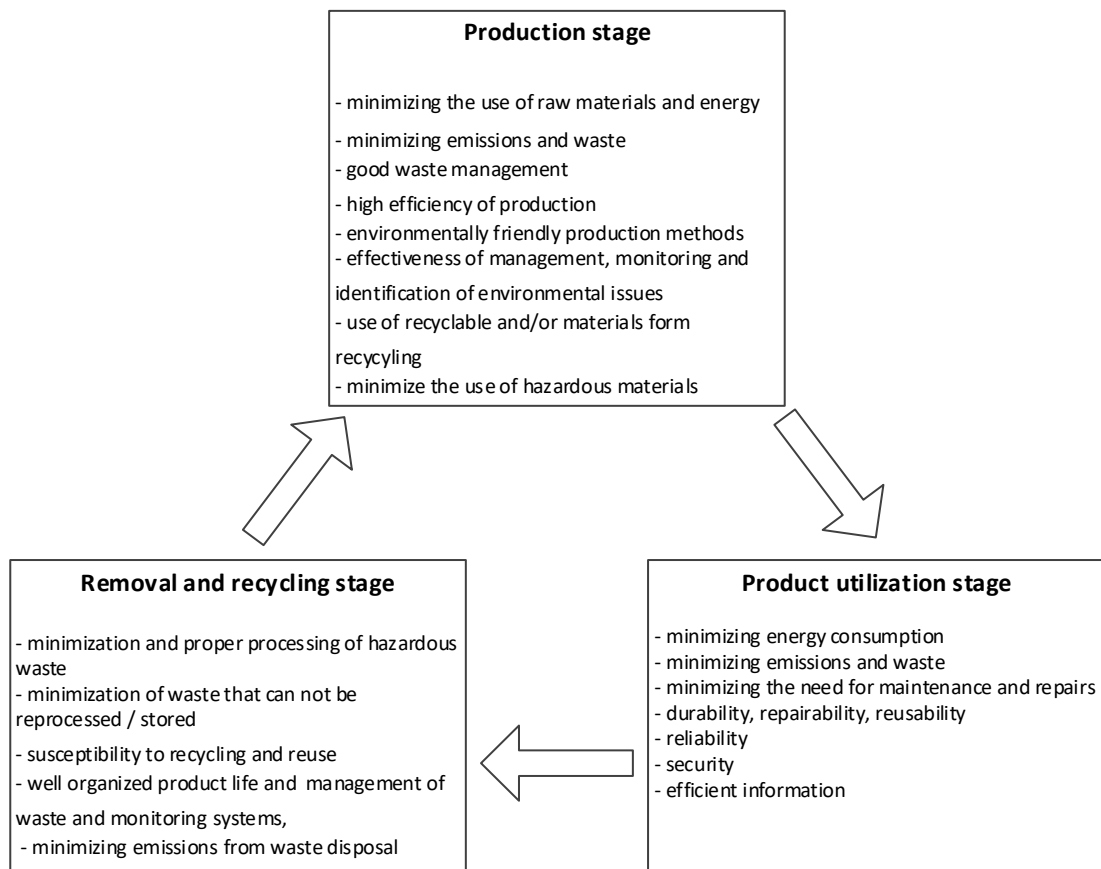 Production stage
- minimizing the use of raw materials and energy
- minimizing emissions and waste
- good waste management
- high efficiency of production
- environmentally friendly production methods
- effectiveness of management, monitoring and
identification of environmental issues
- use of recyclable and/or materials form
recycyling
- minimize the use of hazardous materials
Removal and recycling stage
- minimization and proper processing of hazardous
waste
- minimization of waste that can not be
reprocessed / stored
- susceptibility to recycling and reuse
- well organized product life and management of
waste and monitoring systems,
- minimizing emissions from waste disposal
Product utilization stage
- minimizing energy consumption
- minimizing emissions and waste
- minimizing the need for maintenance and repairs
- durability, repairability, reusability
- reliability
- security
- efficient information